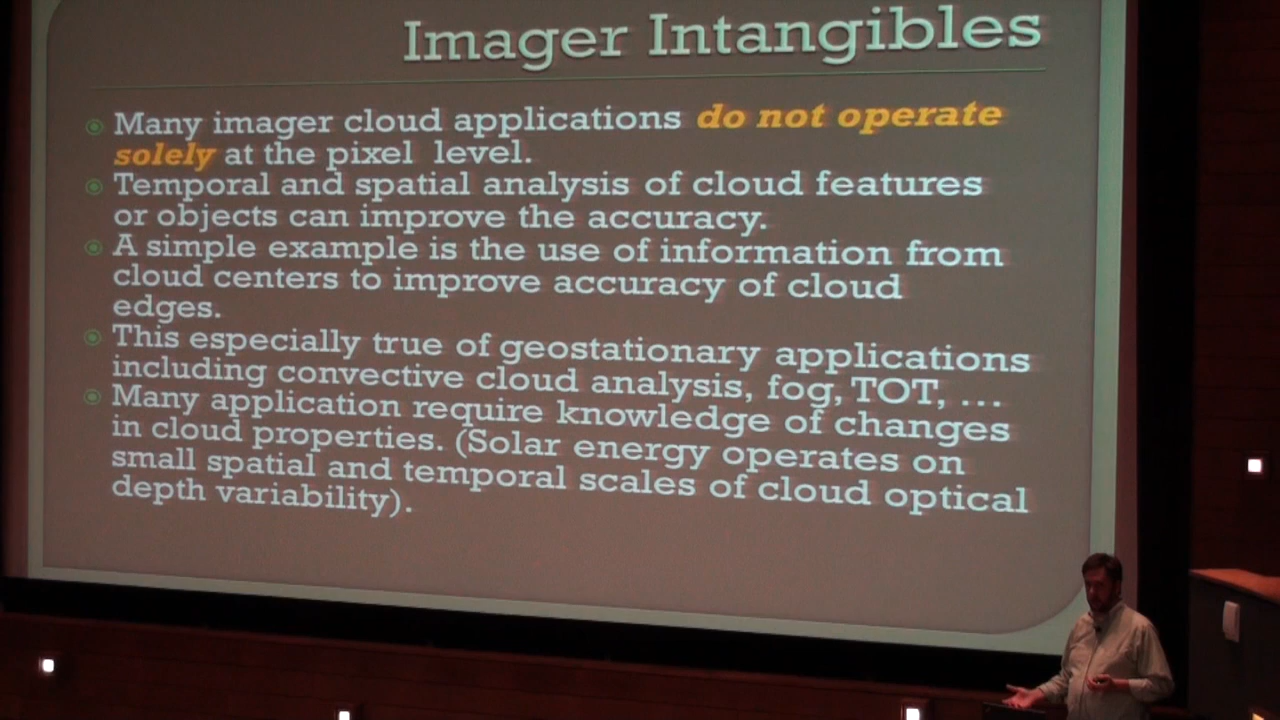 Imager Intangibles
Many imager cloud applications do not operate
solely at the pixel level.
Temporal and spatial analysis of cloud features
or objects can improve the accuracy.
A simple example is the use of information from
cloud centers to improve accuracy of cloud
edges.
This especially true of geostationary applications
including convective cloud analysis, fog, TOT, ...
Many application require knowledge of changes
in cloud properties. (Solar energy operates on
small spatial and temporal scales of cloud optical
depth variability).